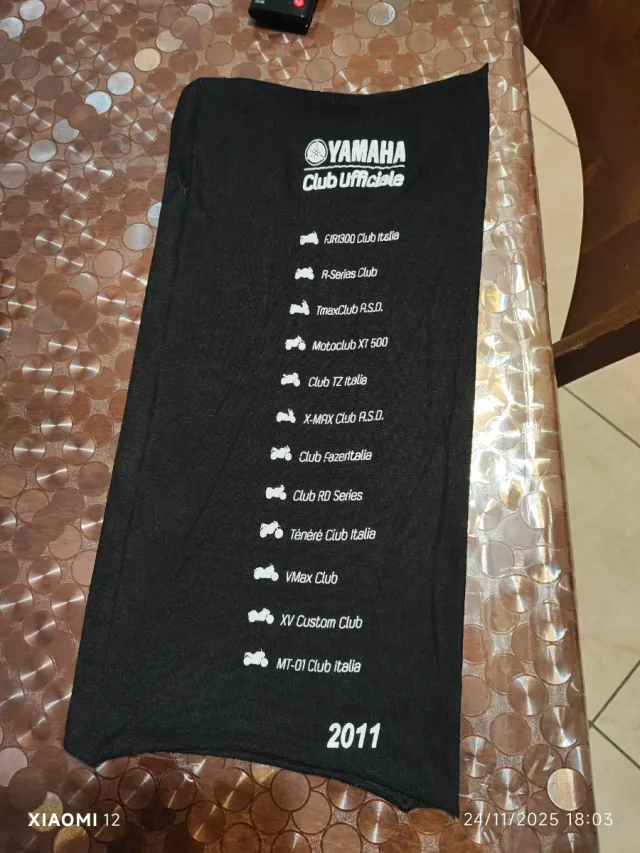 YAMAHA
Club Ufficiale
FJR1300 Club Italia
R-Series Club
TmaxClub A.S.D.
Motoclub XT 500
Club TZ Italia
X-MAX Club A.S.D.
Club FazerItalia
Club RD Series
Ténéré Club Italia
VMax Club
XV Custom Club
MT-01 Club Italia
2011
XIAOMI 12
24/11/2025 18:03